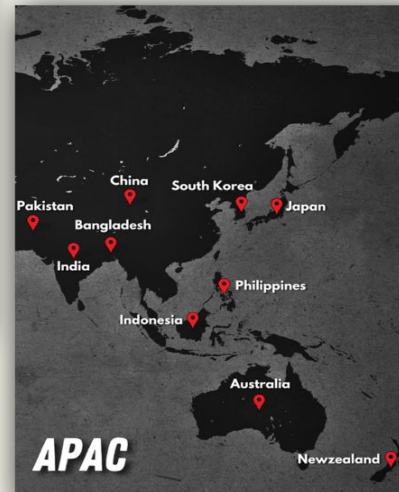 China
South Korea
Pakistan
Japan
Bangladesh
India
Philippines
Indonesia
Australia
APAC
Newzealand